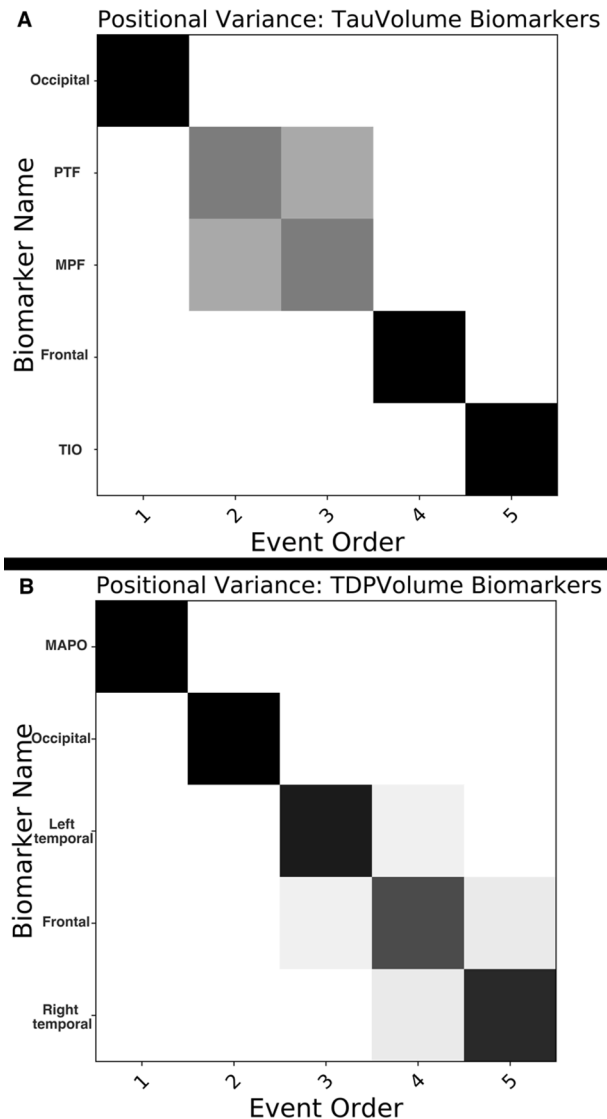 A
Positional Variance: TauVolume Biomarkers
Biomarker Name
Occipital
PTF
MPF
Frontal
TIO
1 2 3 4 5
Event Order
B
Positional Variance: TDPVolume Biomarkers
Biomarker Name
MAPO
Occipital
Left
temporal
Frontal
Right
temporal
1 2 3 4 5
Event Order